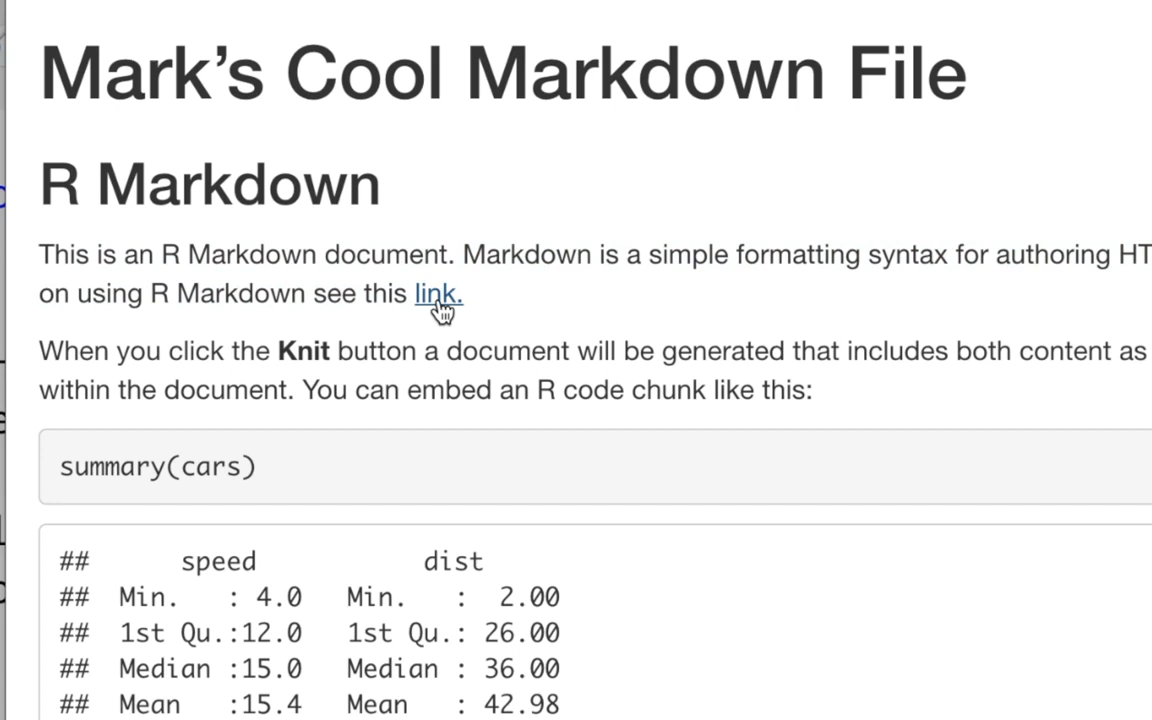 Mark’s Cool Markdown File
R Markdown
This is an R Markdown document. Markdown is a simple formatting syntax for authoring HT
on using R Markdown see this link.
When you click the Knit button a document will be generated that includes both content as
within the document. You can embed an R code chunk like this:
summary(cars)
##      speed           dist
##  Min.   : 4.0   Min.   :  2.00
##  1st Qu.:12.0   1st Qu.: 26.00
##  Median :15.0   Median : 36.00
##  Mean   :15.4   Mean   : 42.98